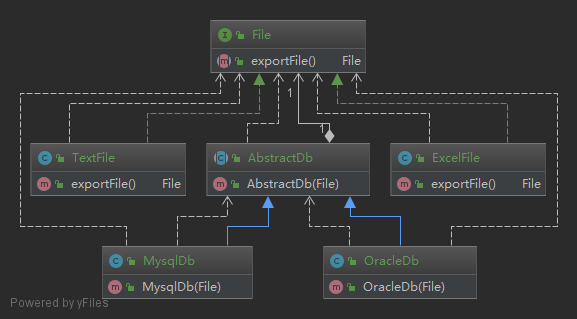 File
exportFile() File
1
1
TextFile
exportFile() File
AbstractDb
AbstractDb(File)
ExcelFile
exportFile() File
MysqlDb
MysqlDb(File)
OracleDb
OracleDb(File)
Powered by yFiles